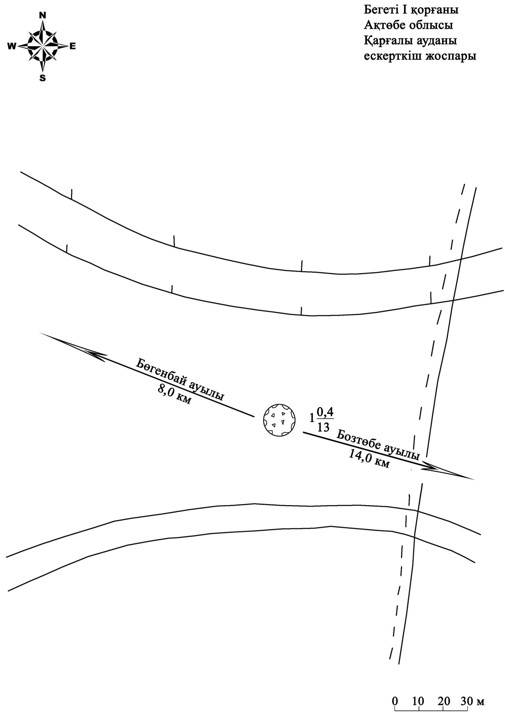 Бегеті I қорғаны
Ақтөбе облысы
Қарғалы ауданы
ескерткіш жоспары
N
W E
S
Бөгенбай ауылы
8,0 км
1 0,4
13
Бозтөбе ауылы
14,0 км
0 10 20 30 м